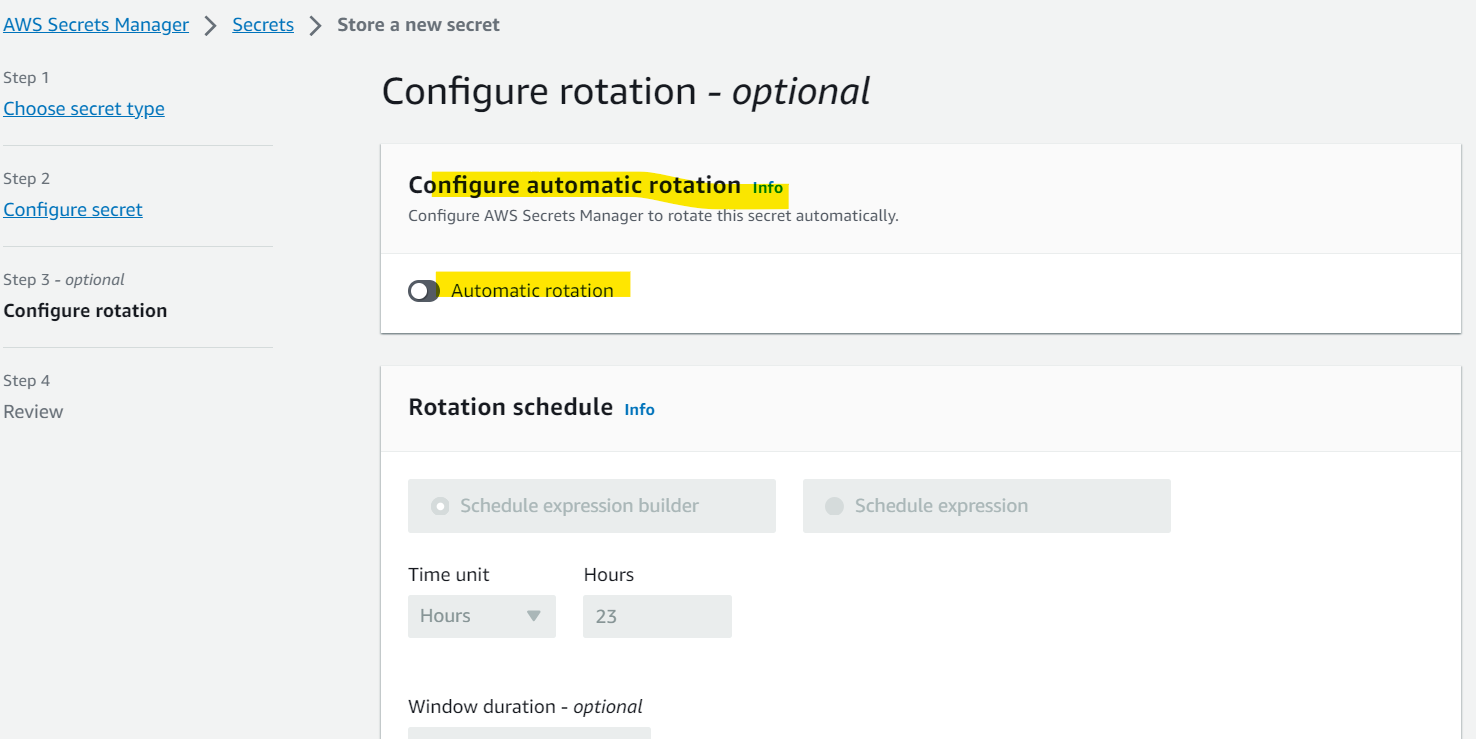 AWS Secrets Manager > Secrets > Store a new secret
Step 1
Choose secret type
Step 2
Configure secret
Step 3 - optional
Configure rotation
Step 4
Review
Configure rotation - optional
Configure automatic rotation Info
Configure AWS Secrets Manager to rotate this secret automatically.
Automatic rotation
Rotation schedule Info
Schedule expression builder Schedule expression
Time unit Hours
Hours 23
Window duration - optional